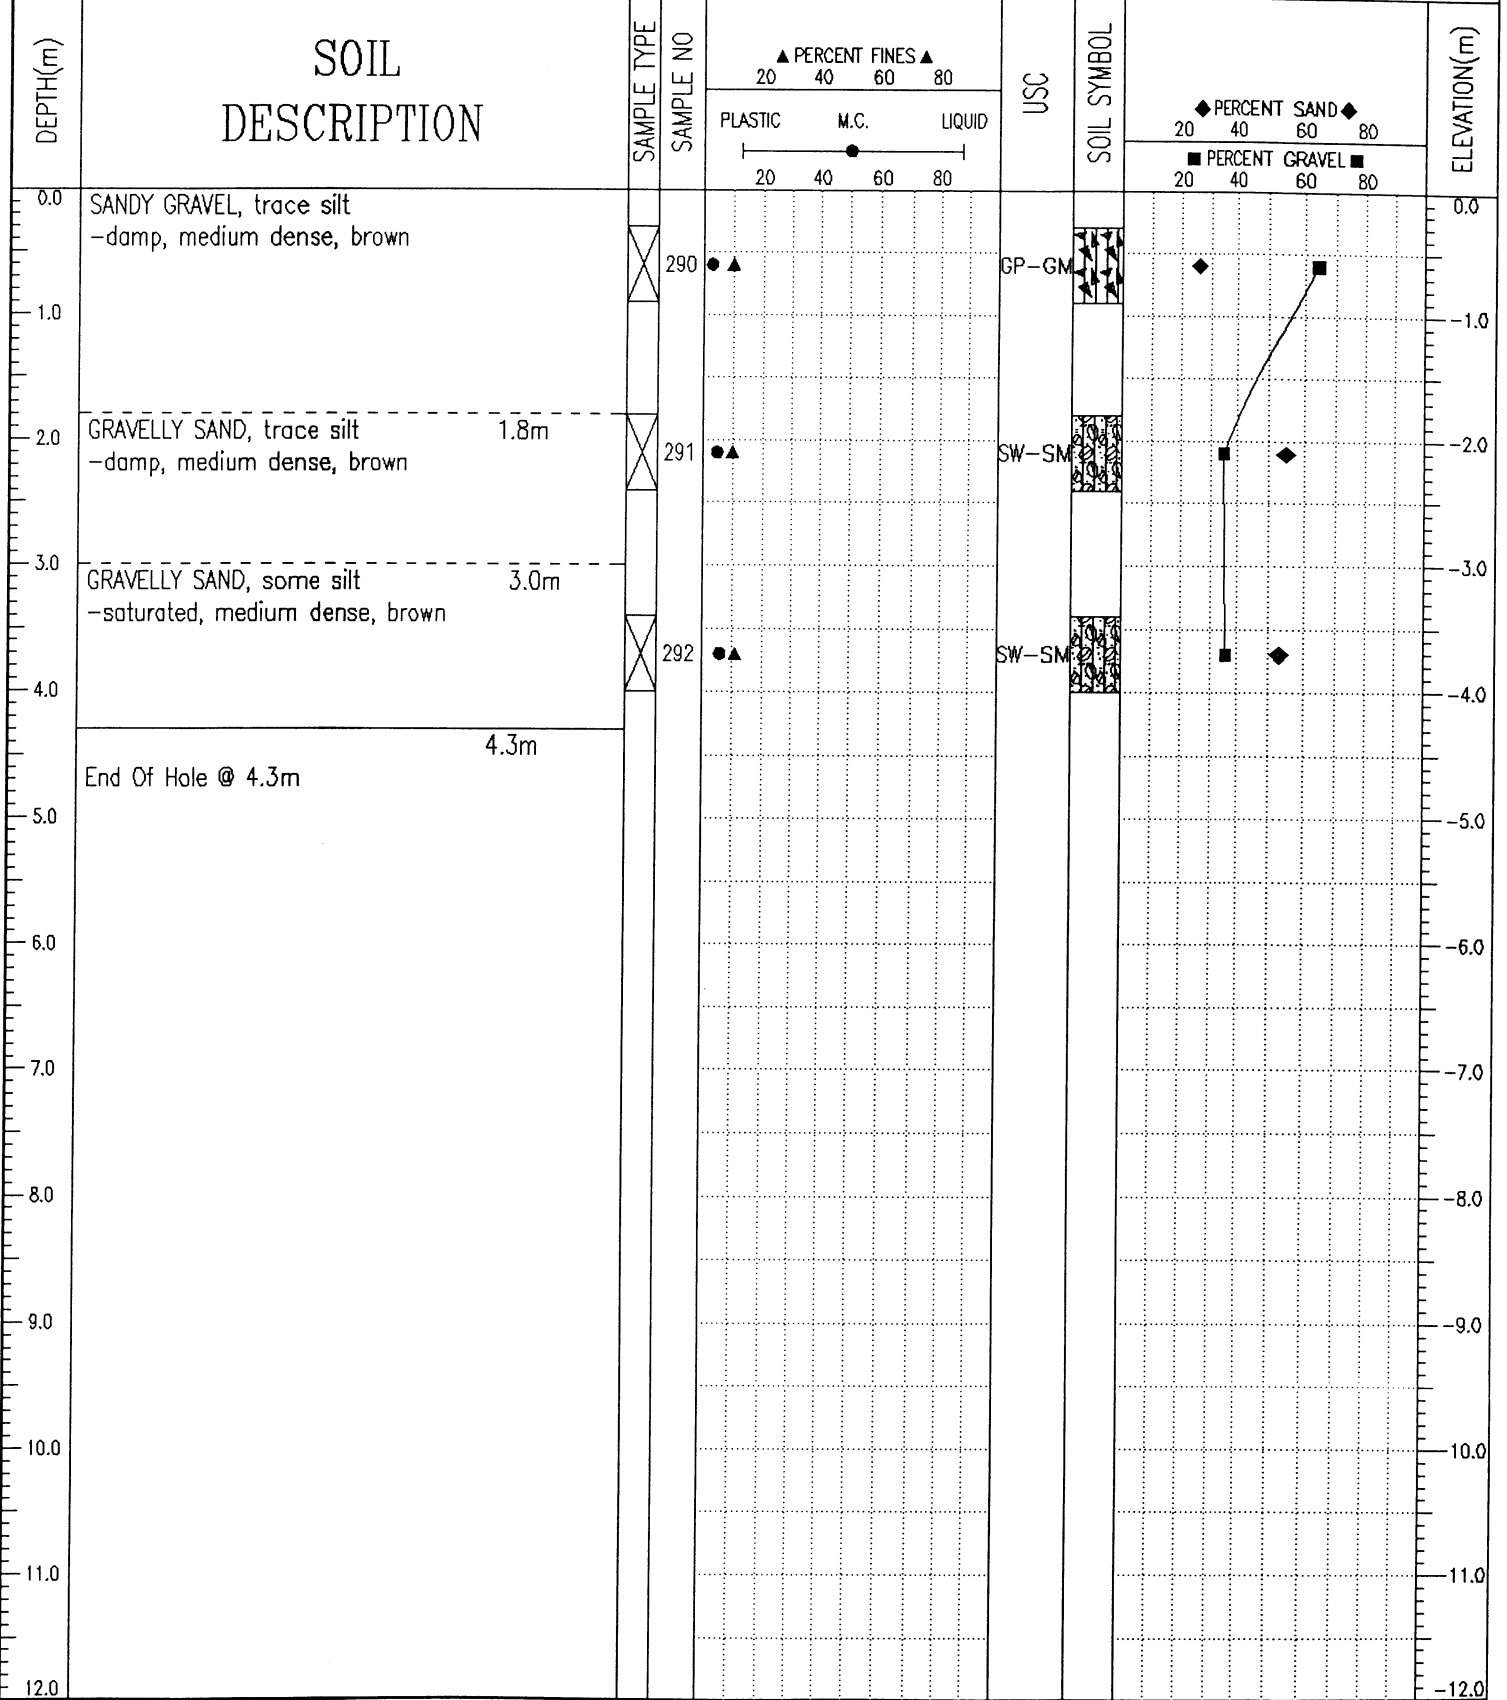 DEPTH(m)
SOIL
DESCRIPTION
SAMPLE TYPE
SAMPLE NO
▲ PERCENT FINES ▲
20 40 60 80
PLASTIC M.C. LIQUID
20 40 60 80
USC
SOIL SYMBOL
◆ PERCENT SAND ◆
20 40 60 80
■ PERCENT GRAVEL ■
20 40 60 80
ELEVATION(m)
0.0 SANDY GRAVEL, trace silt 0.0
-damp, medium dense, brown
290 GP-GM
1.0 -1.0
GRAVELLY SAND, trace silt 1.8m
2.0 -2.0
-damp, medium dense, brown
291 SW-SM
3.0 -3.0
GRAVELLY SAND, some silt 3.0m
-saturated, medium dense, brown
292 SW-SM
4.0 -4.0
4.3m
End Of Hole @ 4.3m
5.0 -5.0
6.0 -6.0
7.0 -7.0
8.0 -8.0
9.0 -9.0
10.0 -10.0
11.0 -11.0
12.0 -12.0